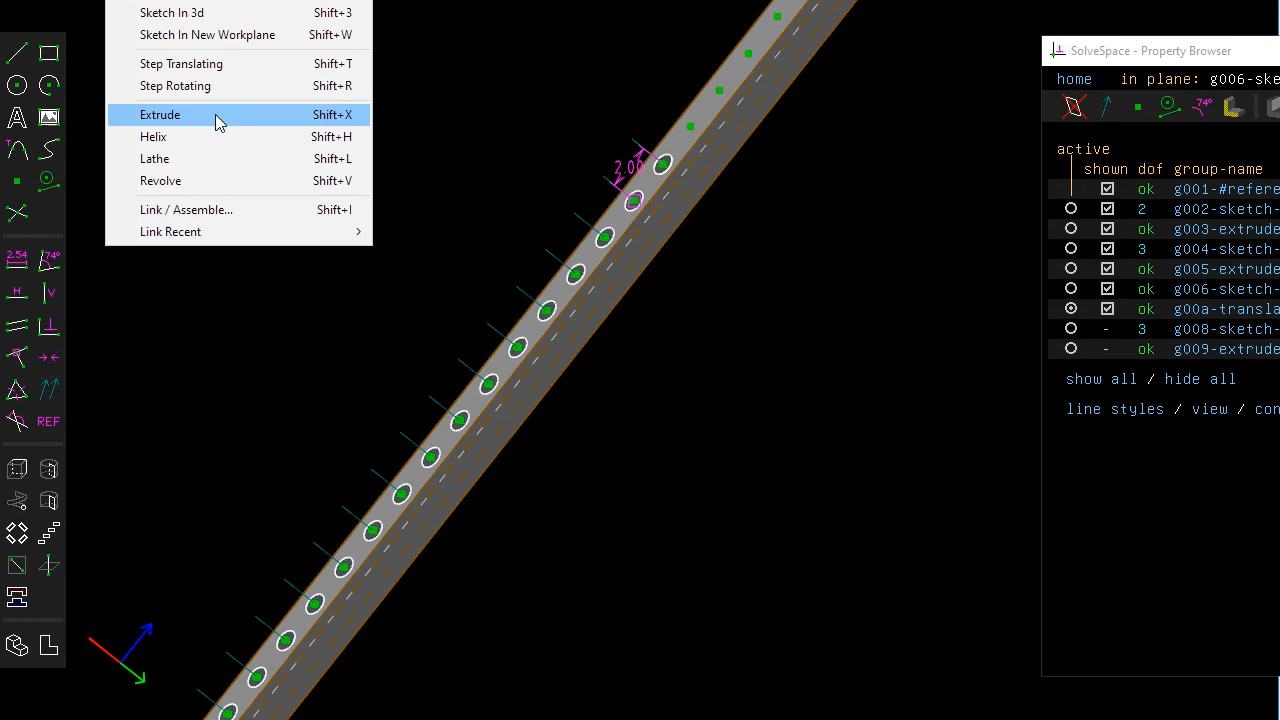 Sketch In 3d Shift+3
Sketch In New Workplane Shift+W
Step Translating Shift+T
Step Rotating Shift+R
Extrude Shift+X
Helix Shift+H
Lathe Shift+L
Revolve Shift+V
Link / Assemble... Shift+I
Link Recent
2.54 74°
H V
REF
2.00
SolveSpace - Property Browser
home in plane: g006-ske
74°
active
shown dof group-name
ok g001-#refere
2 g002-sketch-
ok g003-extrude
3 g004-sketch-
ok g005-extrude
ok g006-sketch-
ok g00a-transla
- 3 g008-sketch-
- ok g009-extrude
show all / hide all
line styles / view / con